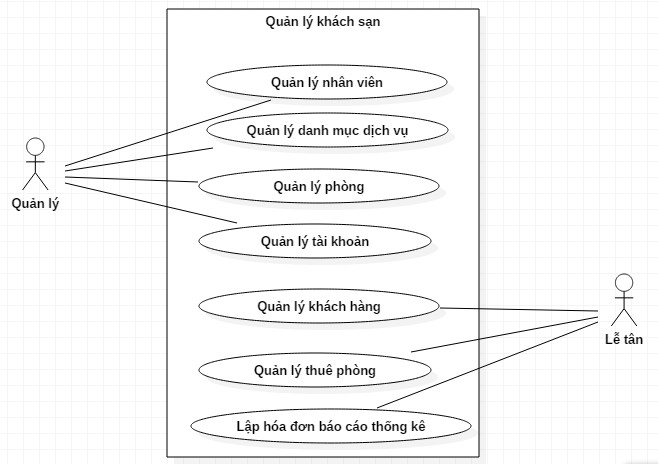 Quản lý khách sạn
Quản lý nhân viên
Quản lý danh mục dịch vụ
Quản lý phòng
Quản lý
Quản lý tài khoản
Quản lý khách hàng
Lễ tân
Quản lý thuê phòng
Lập hóa đơn báo cáo thống kê